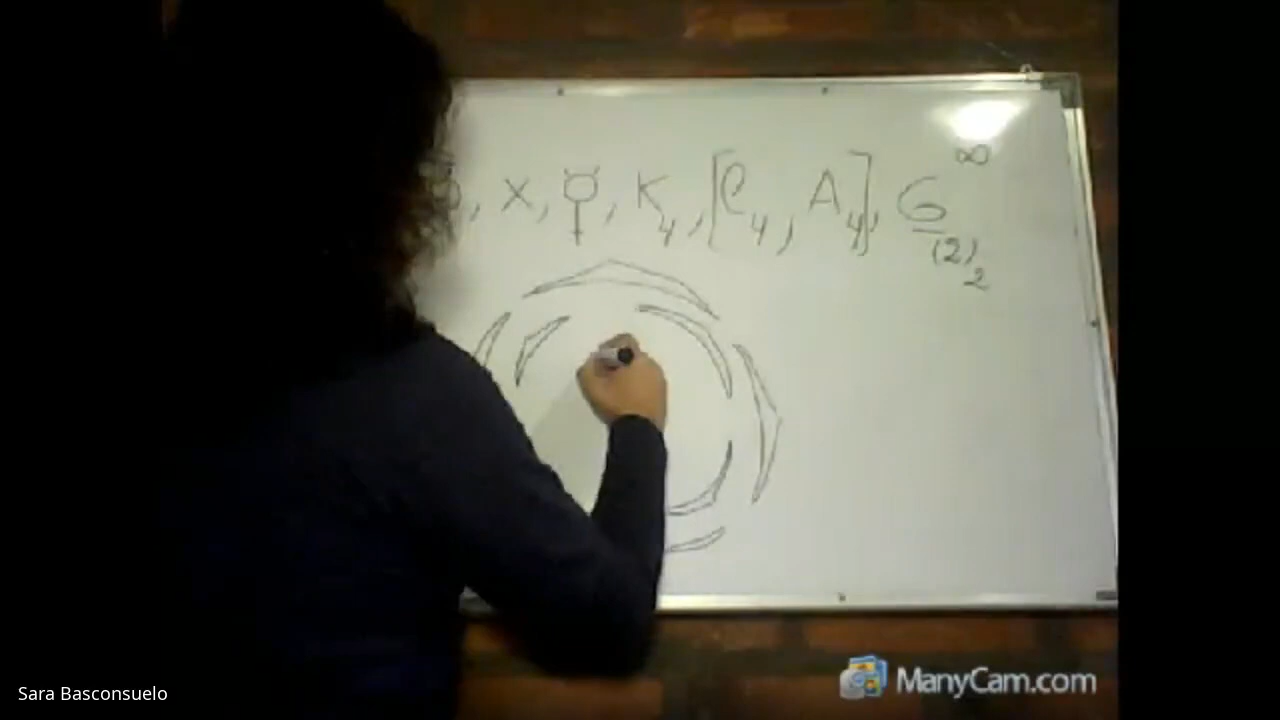 , x, ☿, K4, [C4, A4], G∞(2)2
Sara Basconsuelo
ManyCam.com